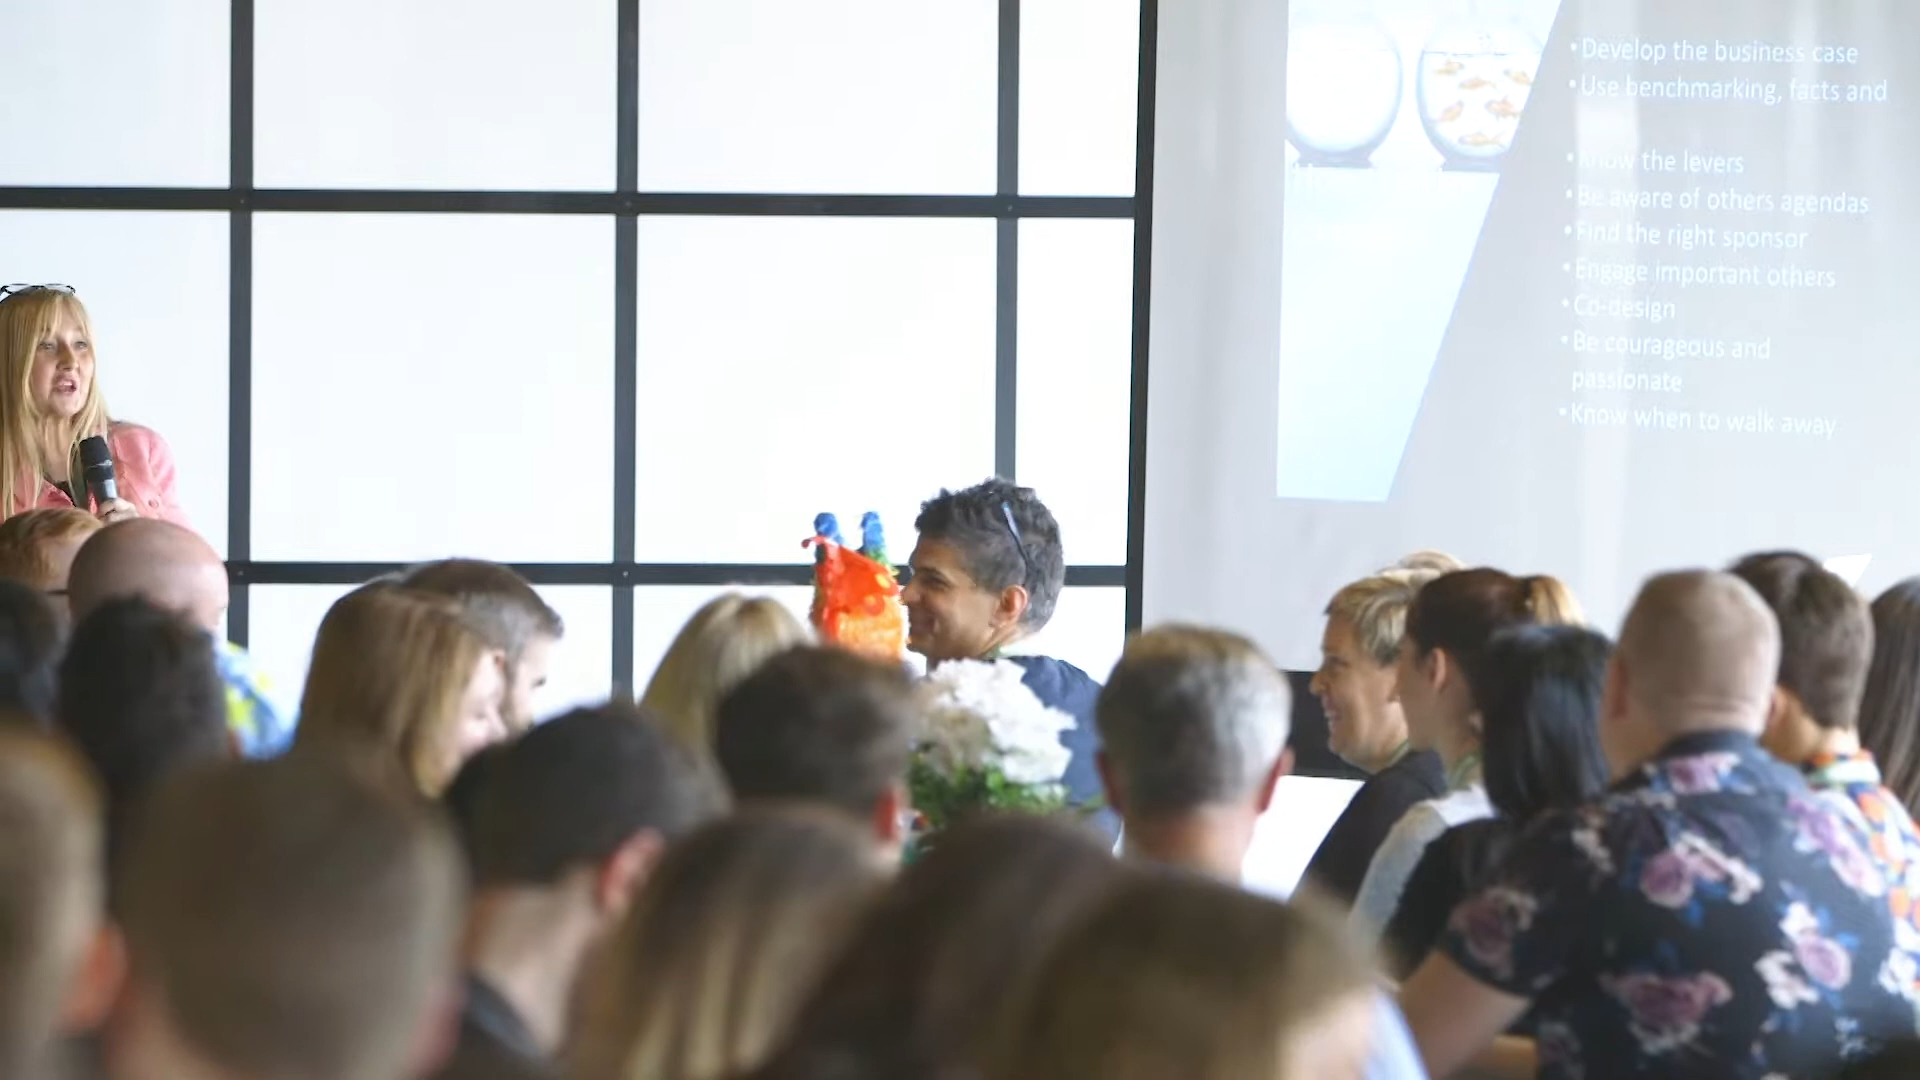 • Develop the business case
• Use benchmarking, facts and
• Know the levers
• Be aware of others agendas
• Find the right sponsor
• Engage important others
• Co-design
• Be courageous and
passionate
• Know when to walk away